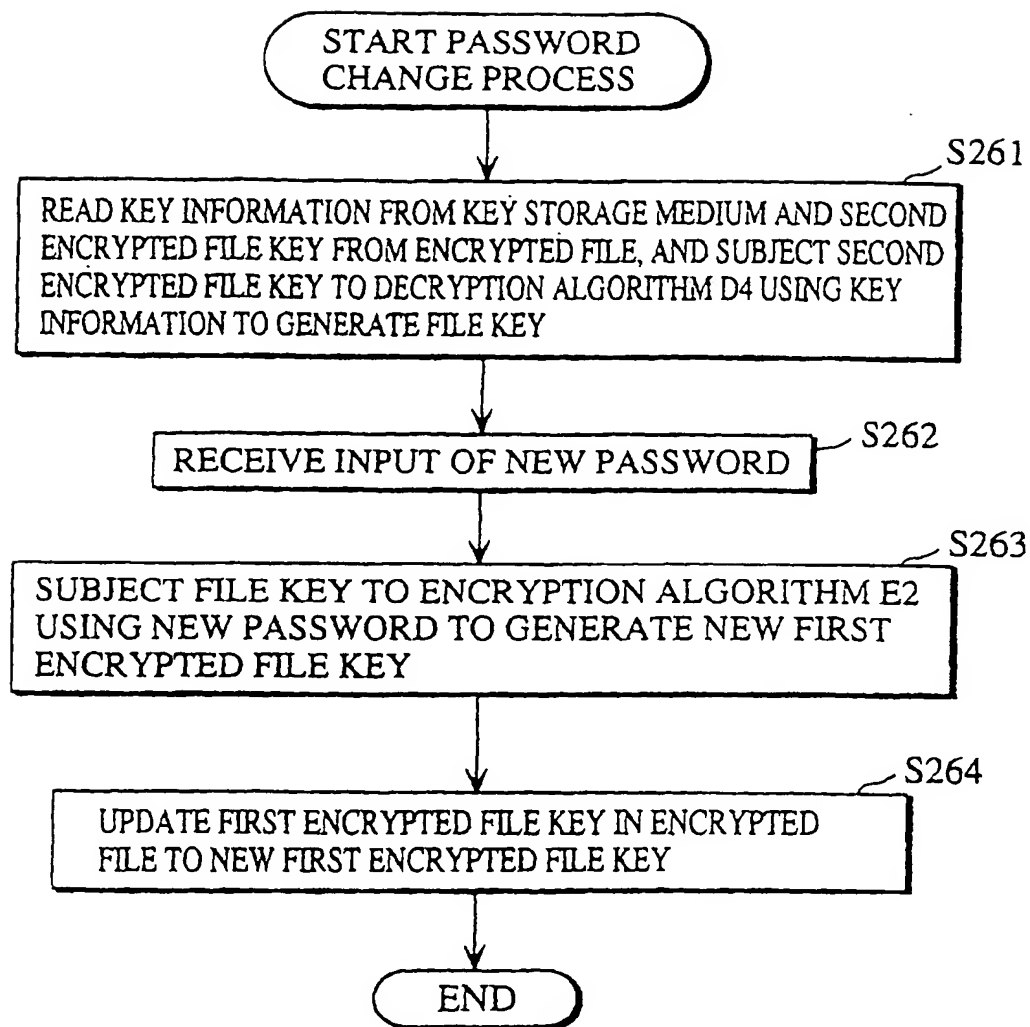 START PASSWORD
CHANGE PROCESS
S261
READ KEY INFORMATION FROM KEY STORAGE MEDIUM AND SECOND
ENCRYPTED FILE KEY FROM ENCRYPTED FILE, AND SUBJECT SECOND
ENCRYPTED FILE KEY TO DECRYPTION ALGORITHM D4 USING KEY
INFORMATION TO GENERATE FILE KEY
S262
RECEIVE INPUT OF NEW PASSWORD
S263
SUBJECT FILE KEY TO ENCRYPTION ALGORITHM E2
USING NEW PASSWORD TO GENERATE NEW FIRST
ENCRYPTED FILE KEY
S264
UPDATE FIRST ENCRYPTED FILE KEY IN ENCRYPTED
FILE TO NEW FIRST ENCRYPTED FILE KEY
END